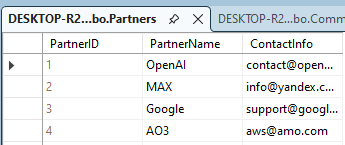 DESKTOP-R2...bo.Partners DESKTOP-R2...bo.Comm
PartnerID PartnerName ContactInfo
1 OpenAI contact@open...
2 MAX info@yandex.c...
3 Google support@googl...
4 AO3 aws@amo.com